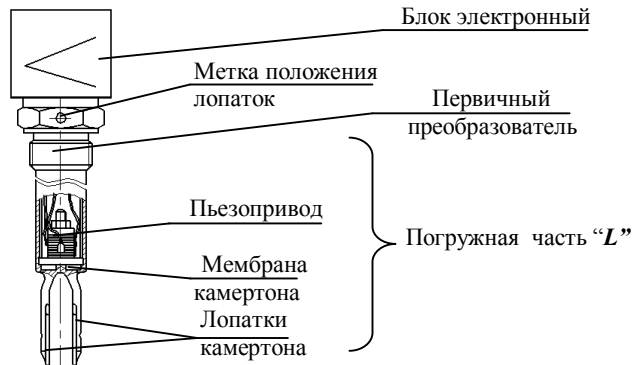 Блок электронный
Метка положения
лопаток
Первичный
преобразователь
Пьезопривод
Погружная часть “L”
Мембрана
камертона
Лопатки
камертона